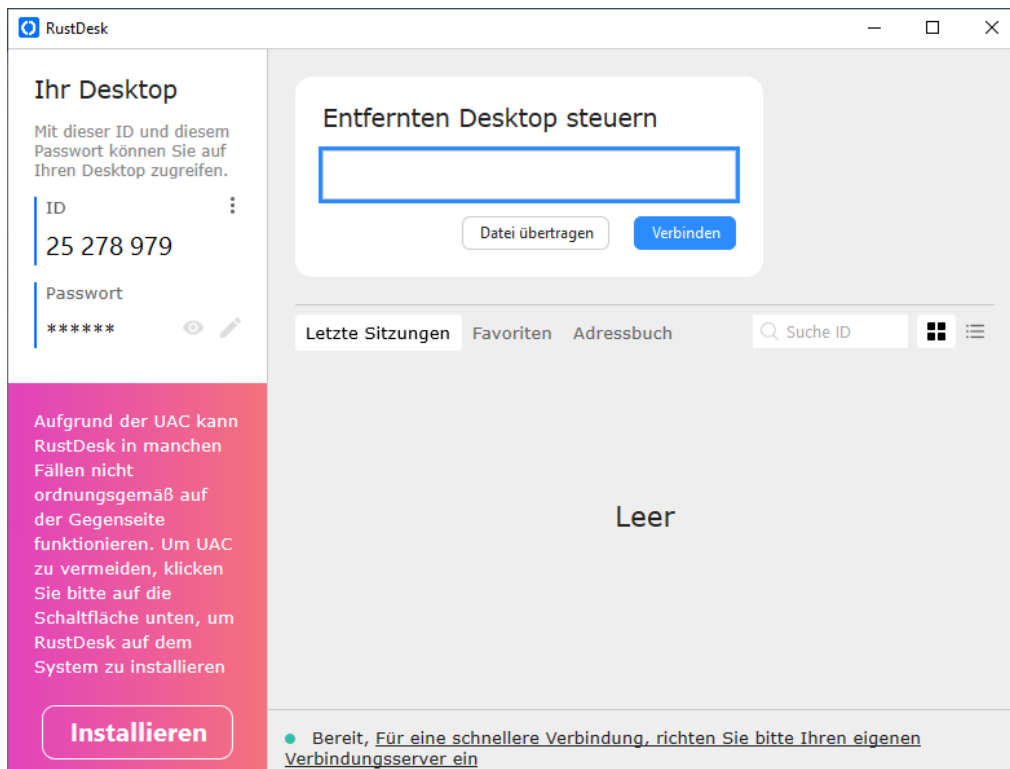 RustDesk
Ihr Desktop
Mit dieser ID und diesem
Passwort können Sie auf
Ihren Desktop zugreifen.
ID
25 278 979
Passwort
******
Aufgrund der UAC kann
RustDesk in manchen
Fällen nicht
ordnungsgemäß auf
der Gegenseite
funktionieren. Um UAC
zu vermeiden, klicken
Sie bitte auf die
Schaltfläche unten, um
RustDesk auf dem
System zu installieren
Installieren
Entfernten Desktop steuern
Datei übertragen
Verbinden
Letzte Sitzungen
Favoriten
Adressbuch
Suche ID
Leer
Bereit, Für eine schnellere Verbindung, richten Sie bitte Ihren eigenen
Verbindungsserver ein